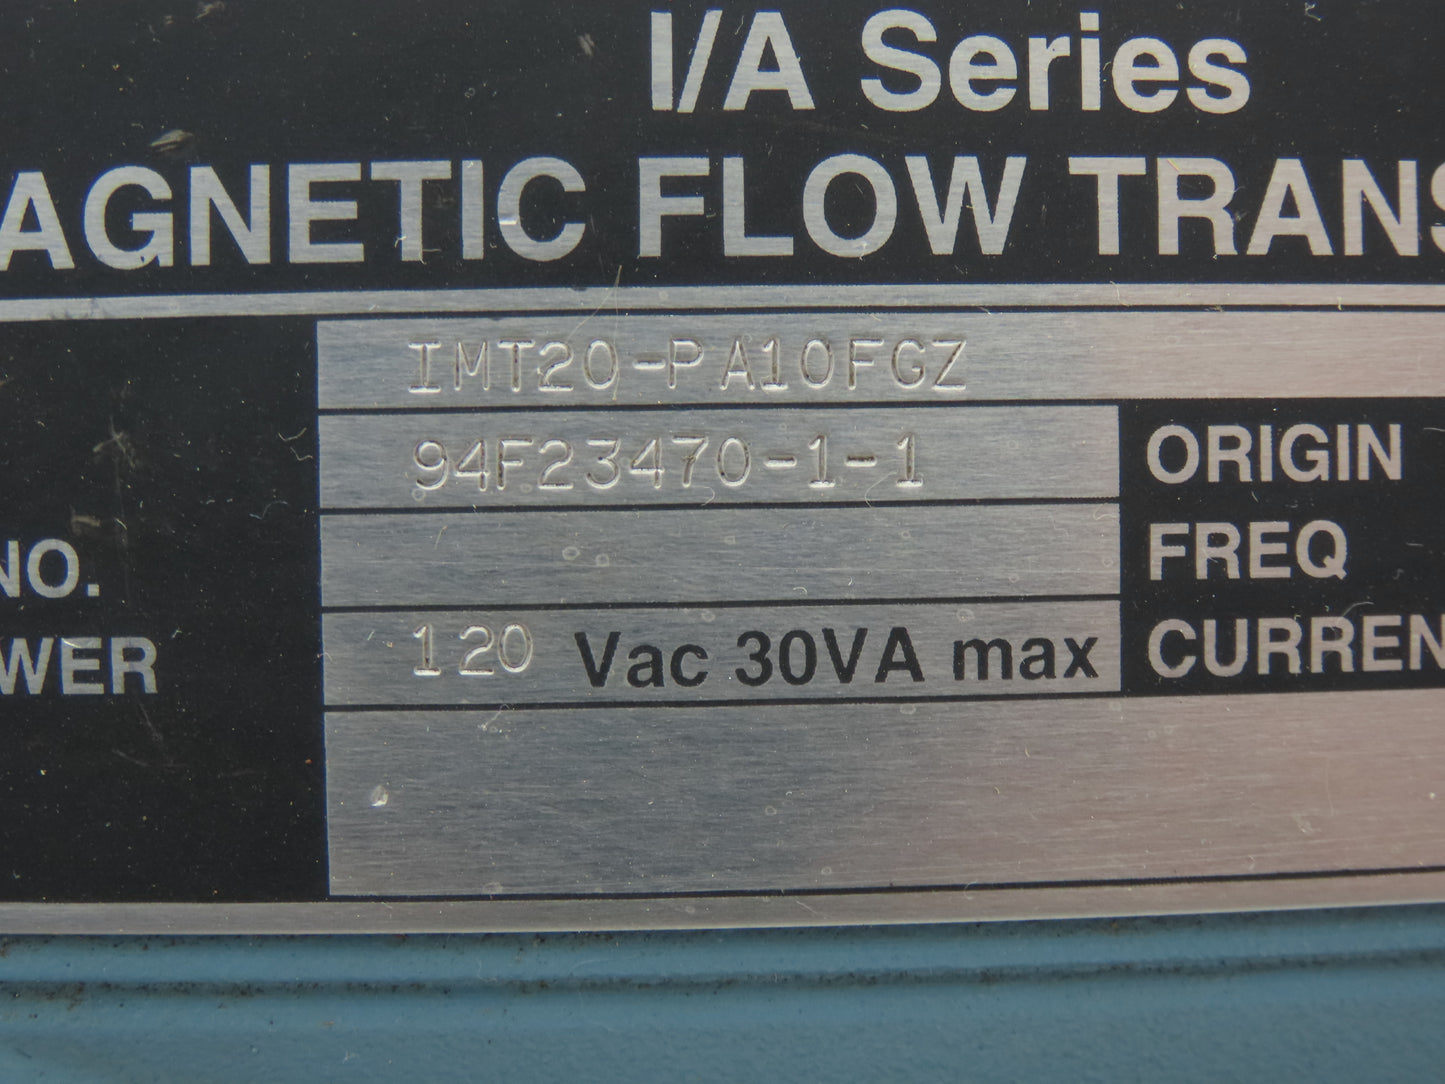 I/A Series
AGNETIC FLOW TRANS
IMT20-PA10FGZ
94F23470-1-1 ORIGIN
NO. FREQ
WER 120 Vac 30VA max CURREN